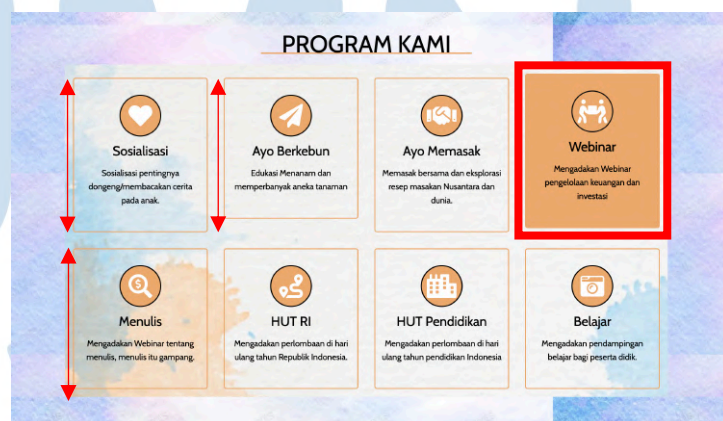 PROGRAM KAMI
Sosialisasi
Sosialisasi pentingnya
dongeng/membacakan cerita
pada anak.
Ayo Berkebun
Edukasi Menanam dan
memperbanyak aneka tanaman
Ayo Memasak
Memasak bersama dan eksplorasi
resep masakan Nusantara dan
dunia.
Webinar
Mengadakan Webinar
pengelolaan keuangan dan
investasi
Menulis
Mengadakan Webinar tentang
menulis, menulis itu gampang.
HUT RI
Mengadakan perlombaan di hari
ulang tahun Republik Indonesia.
HUT Pendidikan
Mengadakan perlombaan di hari
ulang tahun pendidikan Indonesia
Belajar
Mengadakan pendampingan
belajar bagi peserta didik.